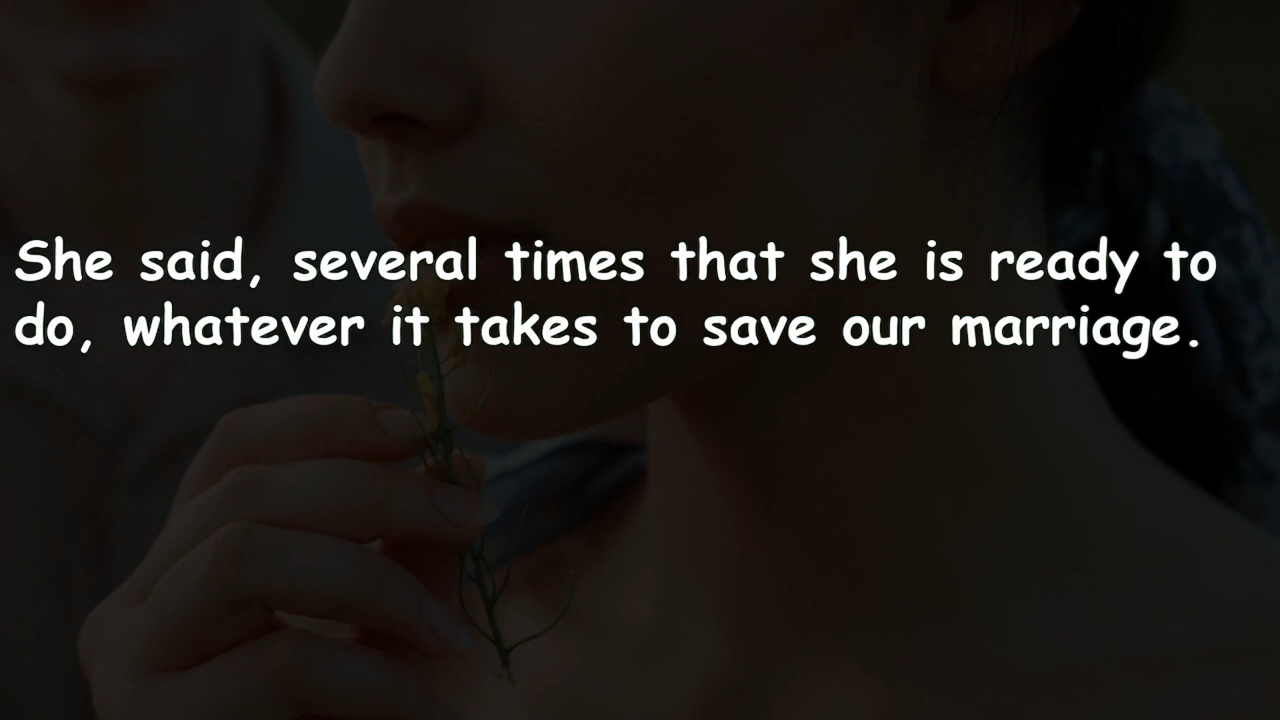 She said, several times that she is ready to
do, whatever it takes to save our marriage.